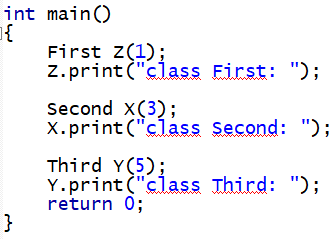 int main()
{
    First Z(1);
    Z.print("class First: ");

    Second X(3);
    X.print("class Second: ");

    Third Y(5);
    Y.print("class Third: ");
    return 0;
}